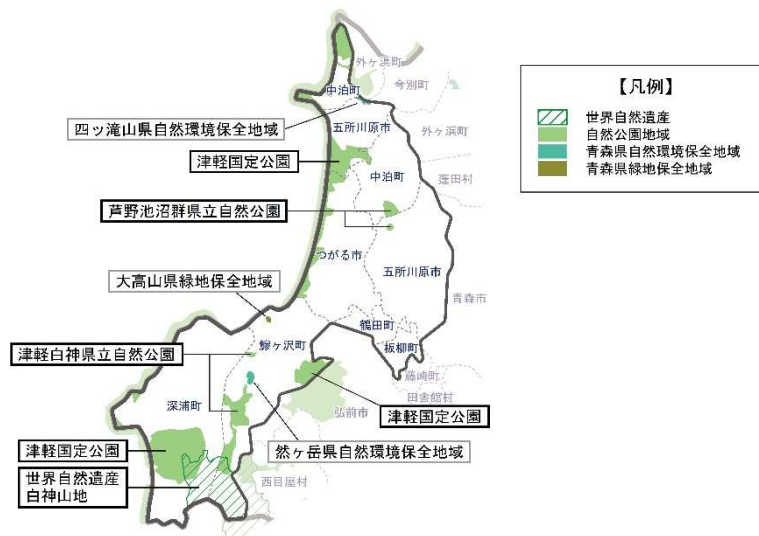 外ヶ浜町
今別町
中泊町
四ッ滝山県自然環境保全地域
五所川原市
外ヶ浜町
津軽国定公園
中泊町
蓬田村
芦野池沼群県立自然公園
つがる市
五所川原市
大高山県緑地保全地域
青森市
鶴田町
鰺ヶ沢町
板柳町
津軽白神県立自然公園
藤崎町
田舎館村
深浦町
弘前市
津軽国定公園
津軽国定公園
然ヶ岳県自然環境保全地域
世界自然遺産
白神山地
西目屋村
【凡例】
世界自然遺産
自然公園地域
青森県自然環境保全地域
青森県緑地保全地域